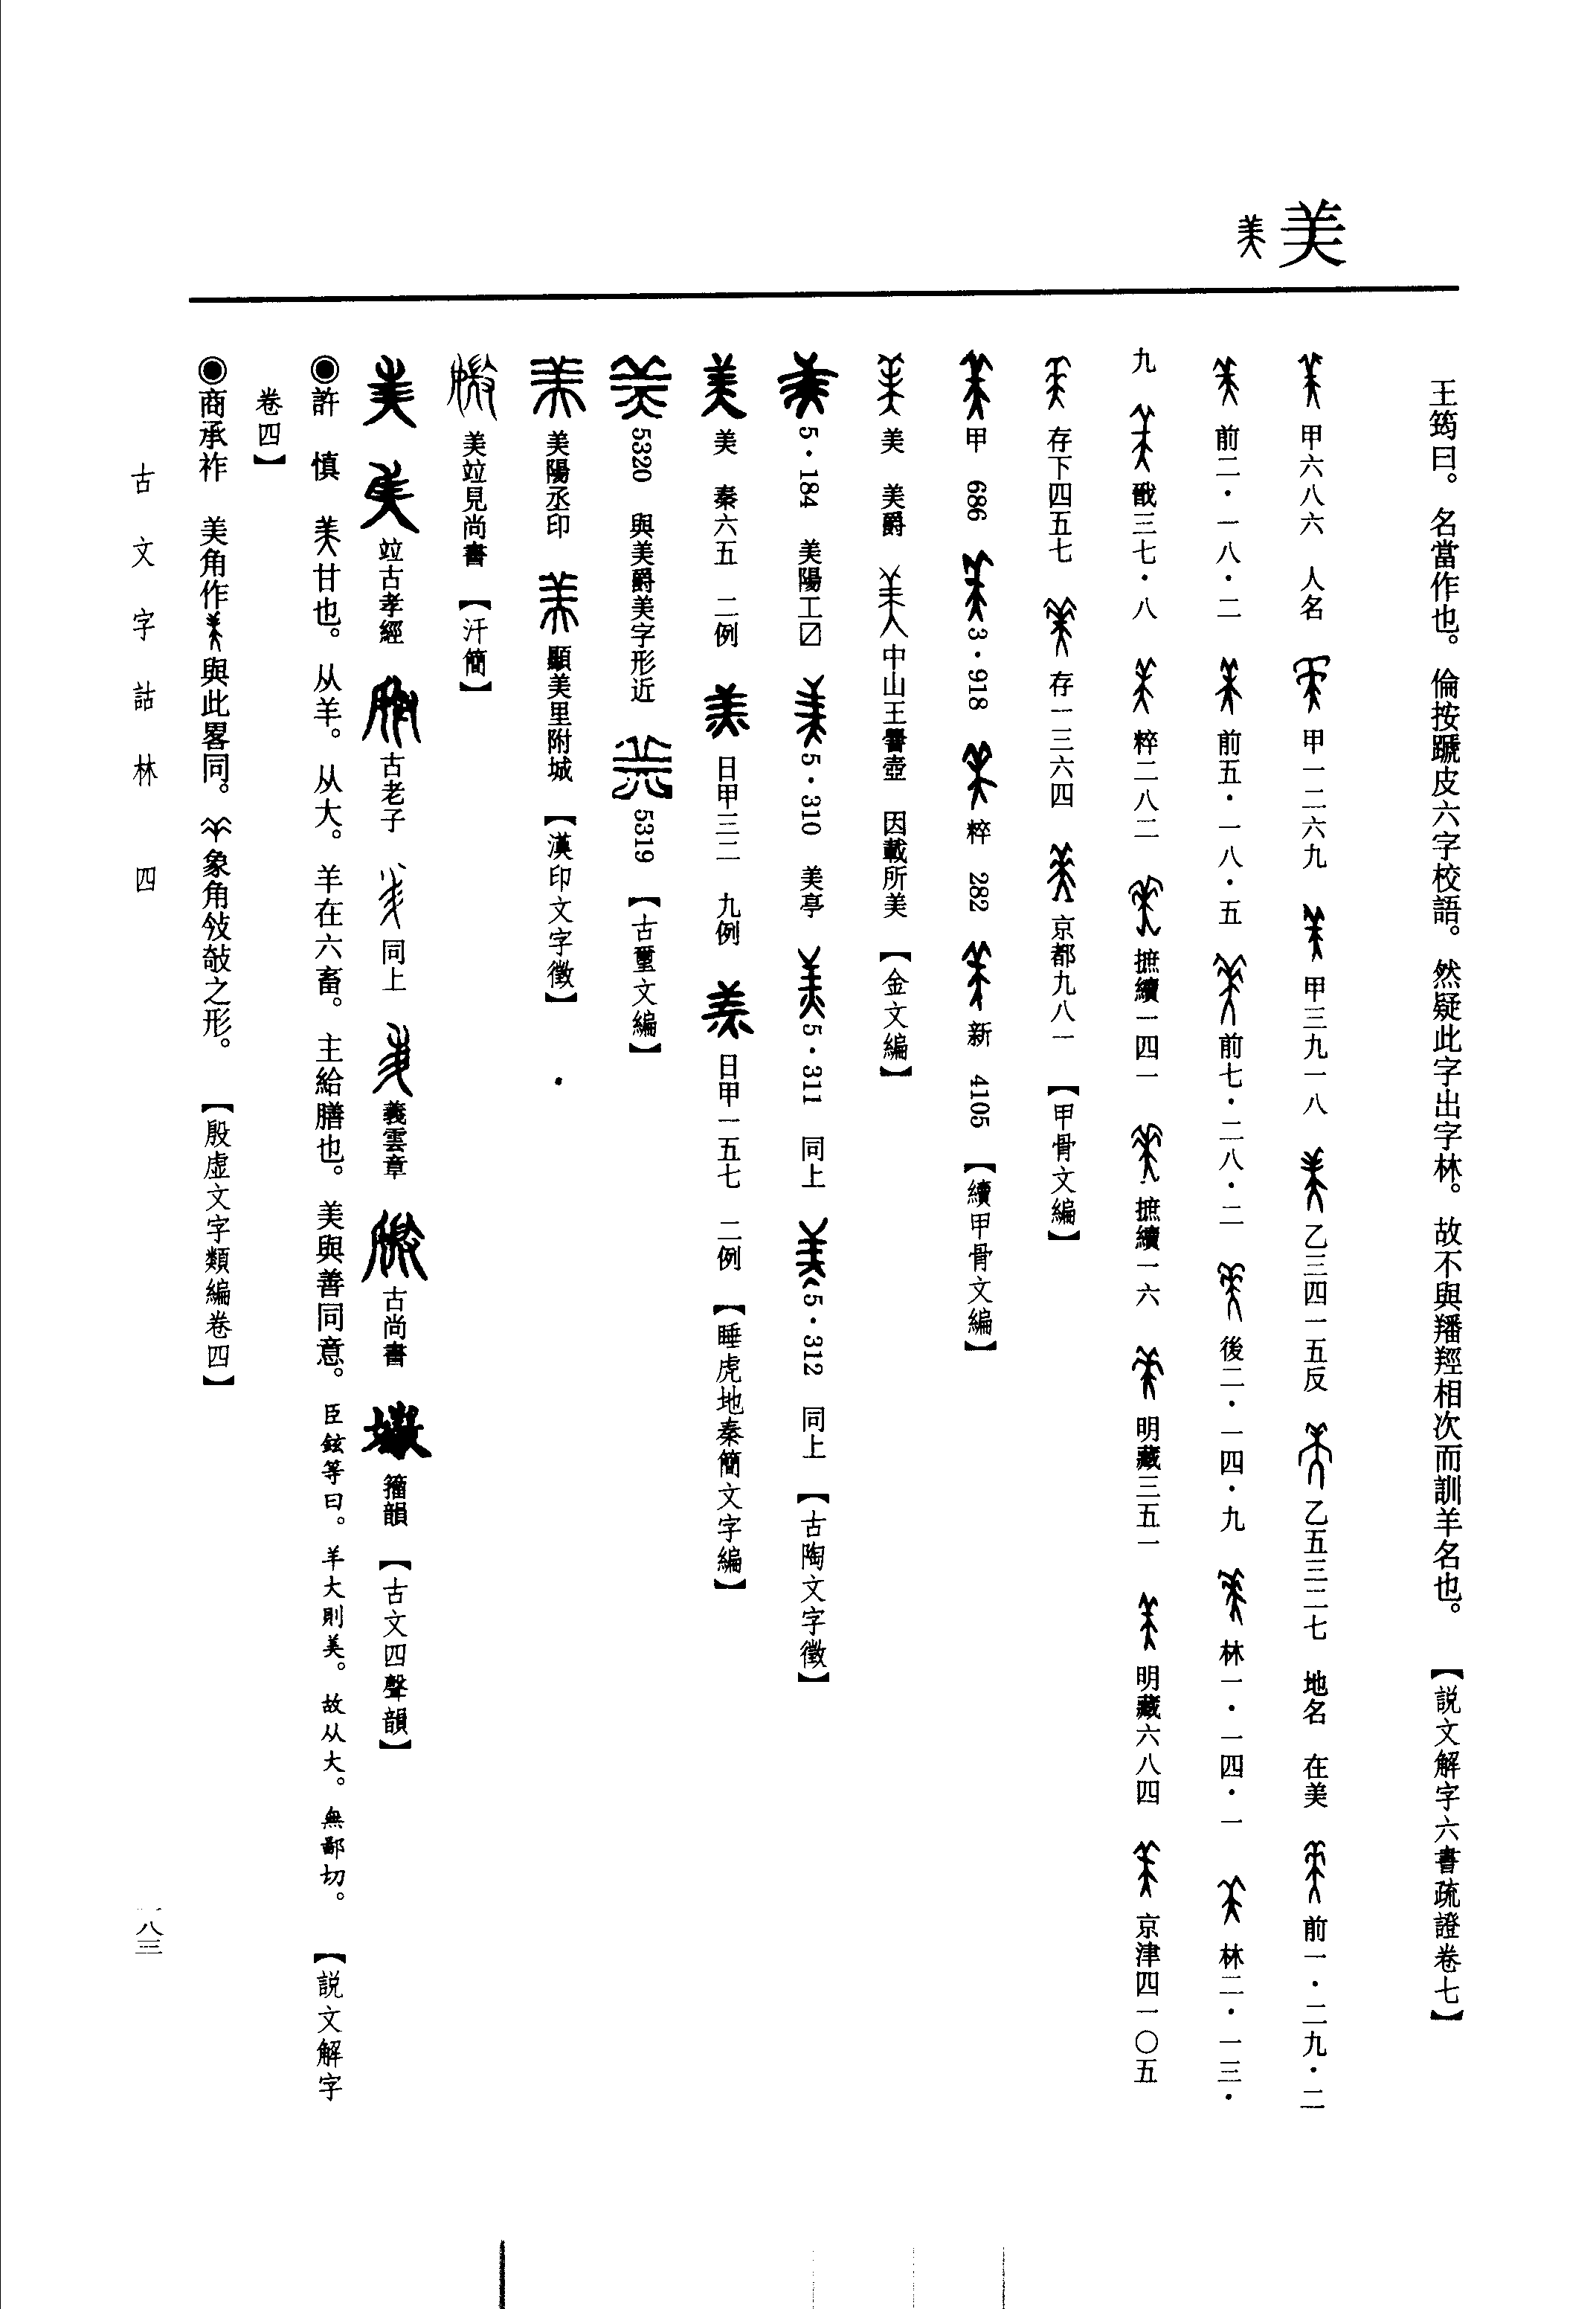 美
王筠曰。名當作也。倫按蹏皮六字校語。然疑此字出字林。故不與羳羥相次而訓羊名也。 【説文解字六書疏證卷七】
甲六八六 人名 甲一二六九 甲三九一八 乙三四一五反 乙五三二七 地名 在美 前一·二九·二
前二·一八·二 前五·一八·五 前七·二八·二 後二·一四·九 林一·一四·一 林二·一三·
九 戩三七·八 粹二八二 摭續一四一 摭續一六 明藏三五一 明藏六八四 京津四一〇五
存下四五七 存一三六四 京都九八一 【甲骨文編】
甲 686 3·918 粹 282 新 4105 【續甲骨文編】
美 美爵 中山王譽壺 因載所美 【金文編】
5·184 美陽工☐ 5·310 美亭 5·311 同上 5·312 同上 【古陶文字徵】
美 秦六五 二例 日甲三二 九例 日甲一五七 二例 【睡虎地秦簡文字編】
5320 與美爵美字形近 5319 【古璽文編】
美陽丞印 顯美里附城 【漢印文字徵】
美竝見尚書 【汗簡】
竝古孝經 古老子 同上 義雲章 古尚書 籀韻 【古文四聲韻】
◉許 慎 美甘也。从羊。从大。羊在六畜。主給膳也。美與善同意。臣鉉等曰。羊大則美。故从大。無鄙切。 【説文解字
卷四】
◉商承祚 美角作 與此畧同。 象角攱攱之形。 【殷虚文字類編卷四】
古文字詁林 四
八三